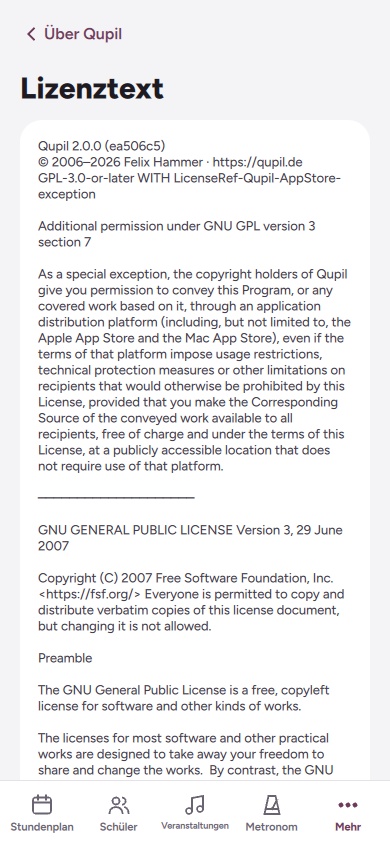 Über Qupil
Lizenztext
Qupil 2.0.0 (ea506c5)
© 2006–2026 Felix Hammer · https://qupil.de
GPL-3.0-or-later WITH LicenseRef-Qupil-AppStore-
exception
Additional permission under GNU GPL version 3
section 7
As a special exception, the copyright holders of Qupil
give you permission to convey this Program, or any
covered work based on it, through an application
distribution platform (including, but not limited to, the
Apple App Store and the Mac App Store), even if the
terms of that platform impose usage restrictions,
technical protection measures or other limitations on
recipients that would otherwise be prohibited by this
License, provided that you make the Corresponding
Source of the conveyed work available to all
recipients, free of charge and under the terms of this
License, at a publicly accessible location that does
not require use of that platform.
GNU GENERAL PUBLIC LICENSE Version 3, 29 June
2007
Copyright (C) 2007 Free Software Foundation, Inc.
<https://fsf.org/> Everyone is permitted to copy and
distribute verbatim copies of this license document,
but changing it is not allowed.
Preamble
The GNU General Public License is a free, copyleft
license for software and other kinds of works.
The licenses for most software and other practical
works are designed to take away your freedom to
share and change the works.  By contrast, the GNU
Stundenplan
Schüler
Veranstaltungen
Metronom
Mehr